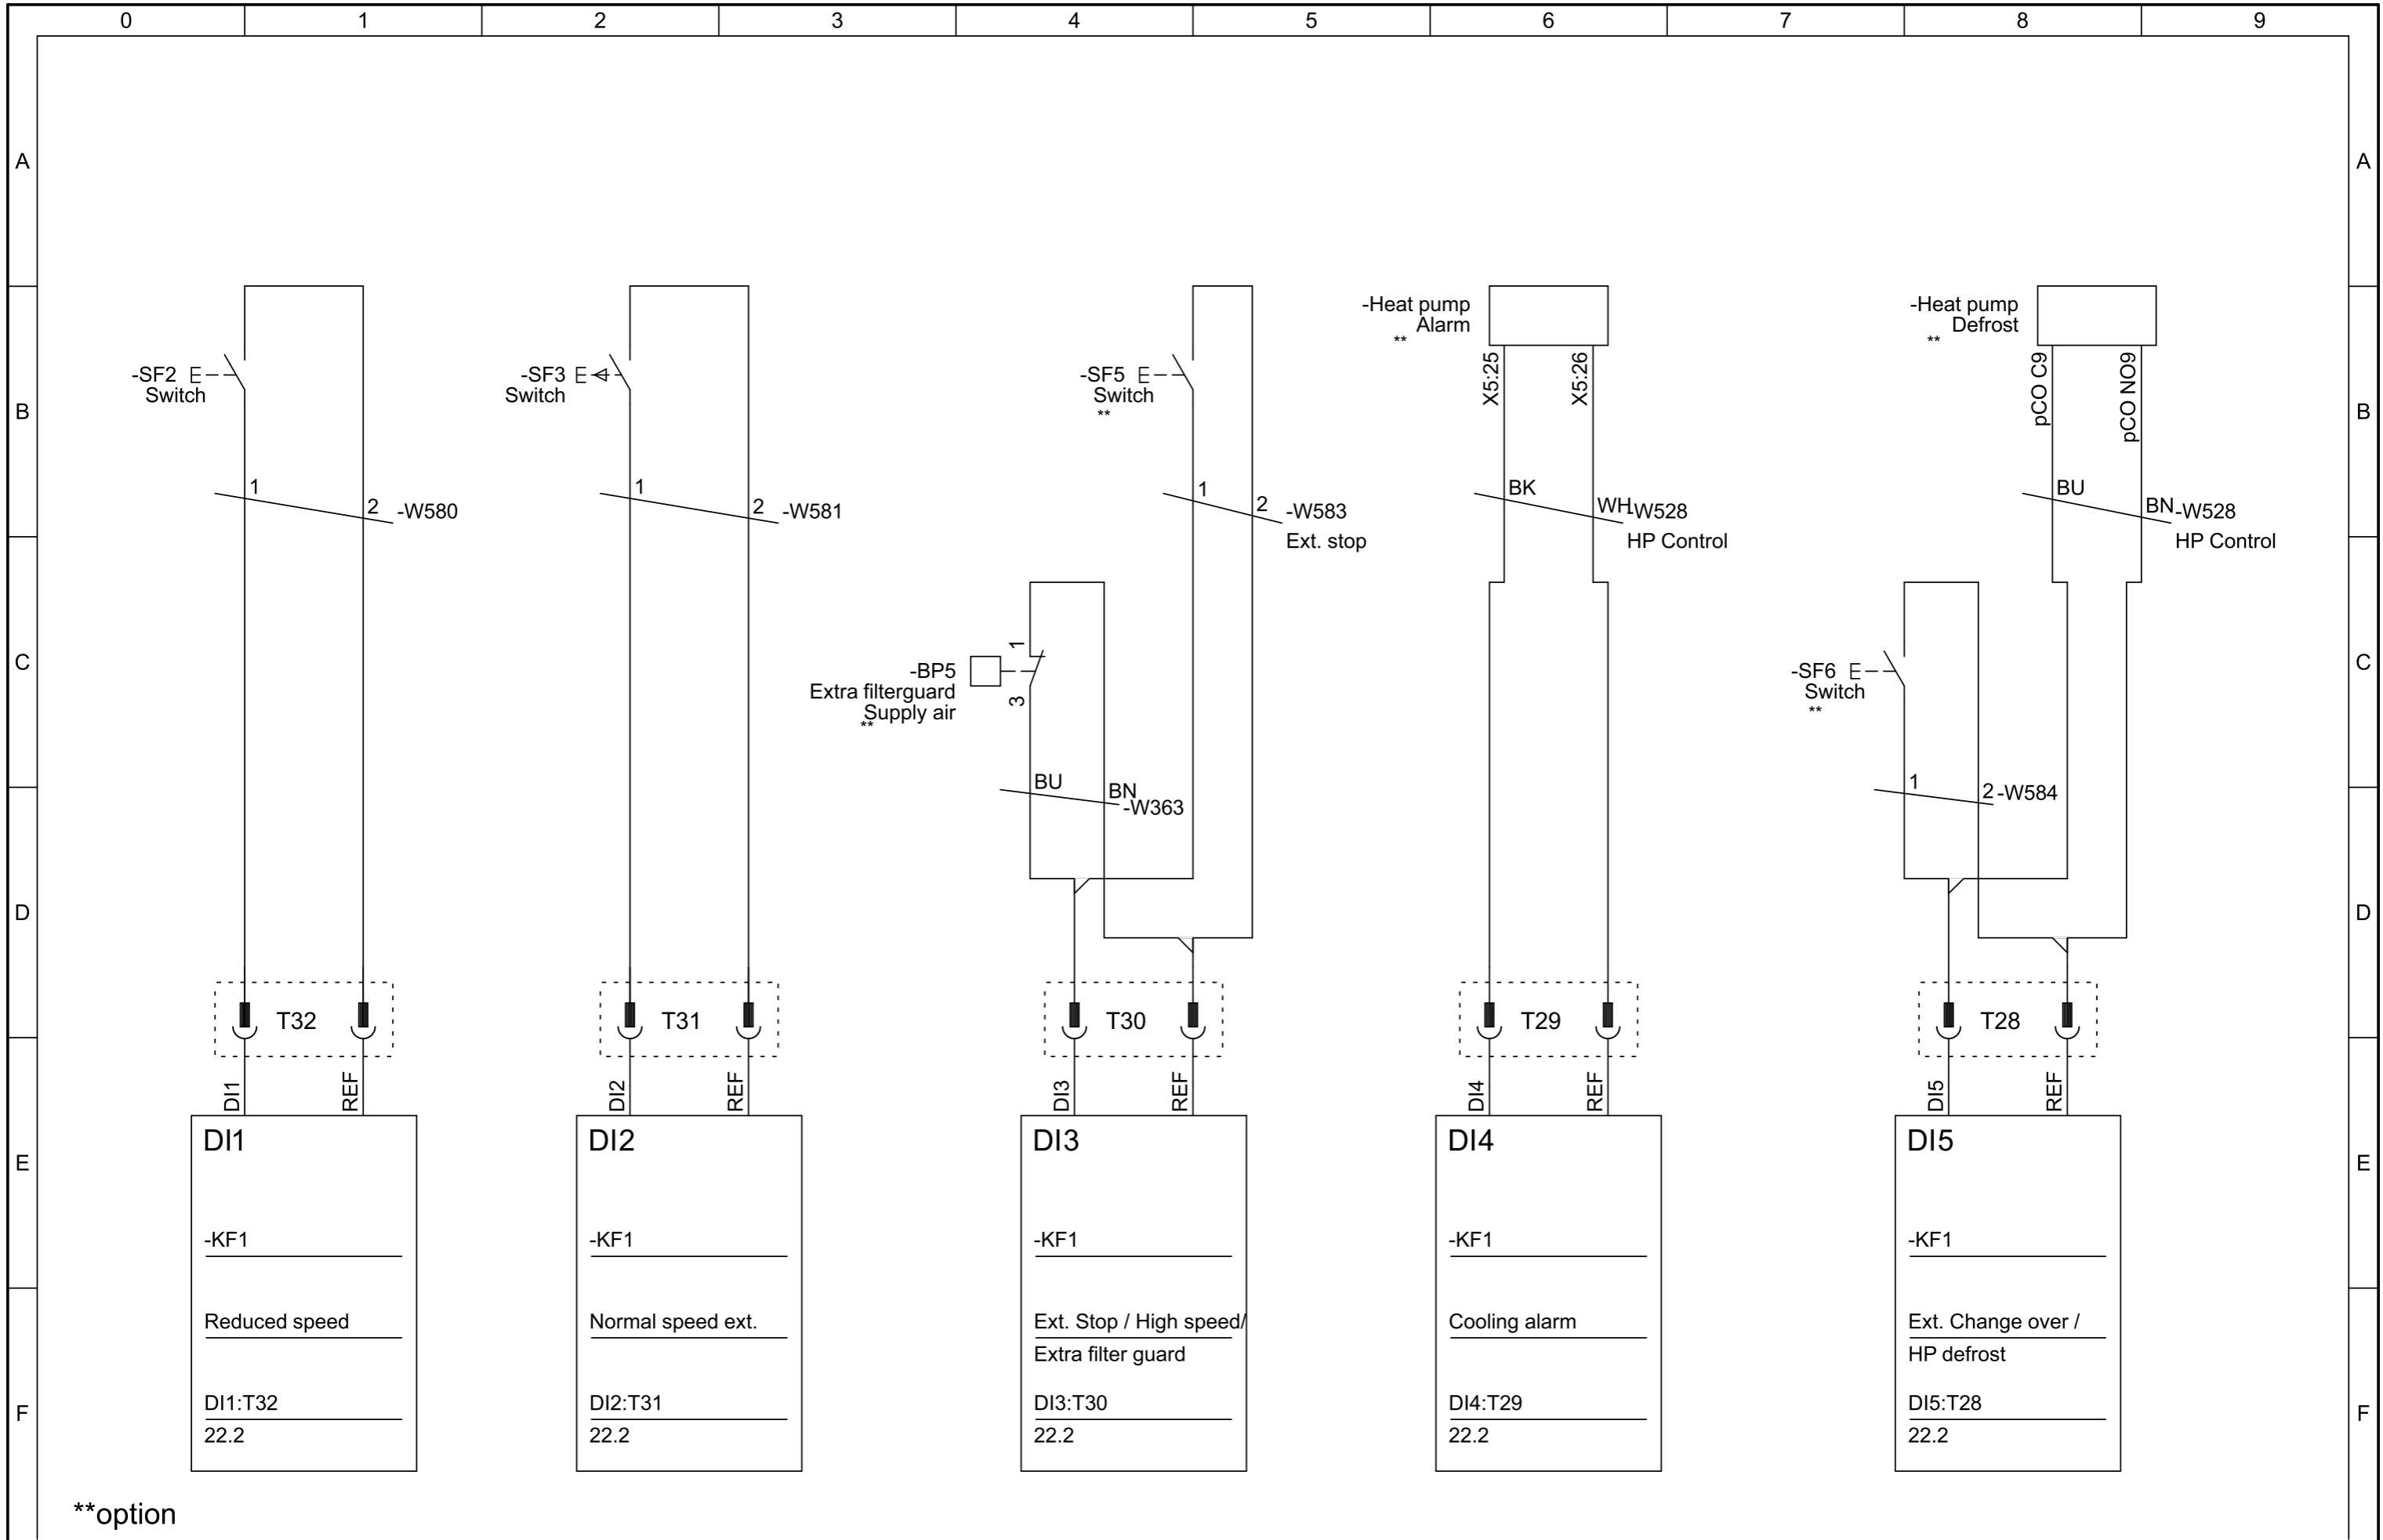 0 1 2 3 4 5 6 7 8 9
A A
-Heat pump
Alarm
**
-Heat pump
Defrost
**
X5:25
X5:26
pCO C9
pCO NO9
-SF2
Switch
-SF3
Switch
-SF5
Switch
**
B B
1 2 -W580
1 2 -W581
1 2 -W583
Ext. stop
BK WH -W528
HP Control
BU BN -W528
HP Control
-BP5
Extra filterguard
Supply air
**
1
3
-SF6
Switch
**
C C
BU BN
-W363
1 2 -W584
D D
T32 T31 T30 T29 T28
DI1 REF DI2 REF DI3 REF DI4 REF DI5 REF
E E
DI1
-KF1
Reduced speed
DI1:T32
22.2
DI2
-KF1
Normal speed ext.
DI2:T31
22.2
DI3
-KF1
Ext. Stop / High speed/
Extra filter guard
DI3:T30
22.2
DI4
-KF1
Cooling alarm
DI4:T29
22.2
DI5
-KF1
Ext. Change over /
HP defrost
DI5:T28
22.2
F F
**option